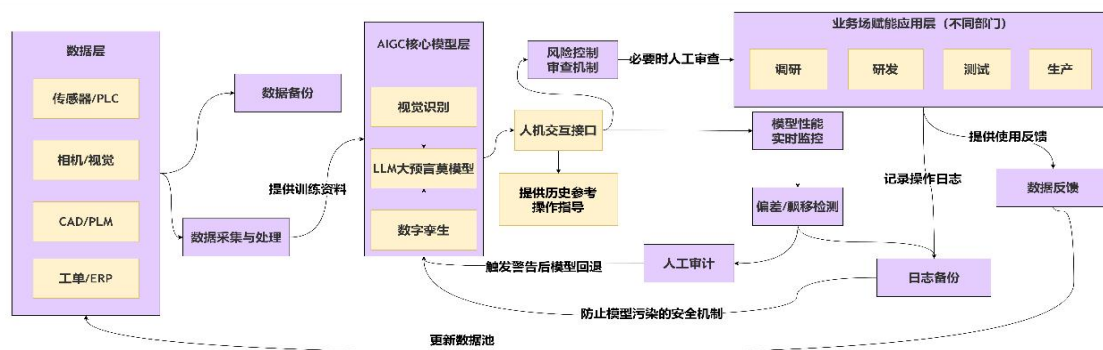 数据层
传感器/PLC
相机/视觉
CAD/PLM
工单/ERP
数据备份
数据采集与处理
提供训练资料
AIGC核心模型层
视觉识别
LLM大预言莫模型
数字孪生
风险控制
审查机制
人机交互接口
提供历史参考
操作指导
必要时人工审查
业务场赋能应用层（不同部门）
调研
研发
测试
生产
模型性能
实时监控
偏差/飘移检测
人工审计
触发警告后模型回退
记录操作日志
提供使用反馈
数据反馈
日志备份
防止模型污染的安全机制
更新数据池